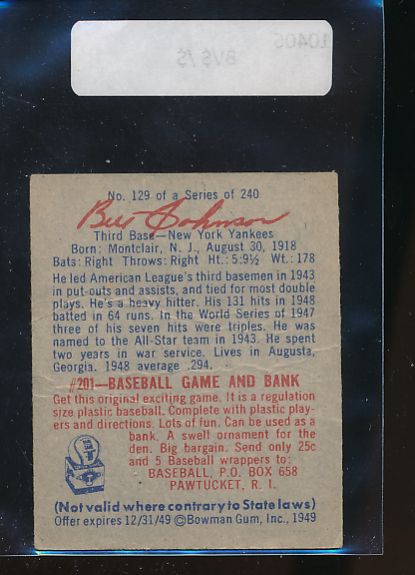 10406
BVS /S
No. 129 of a Series of 240
Bill Johnson
Third Base—New York Yankees
Born: Montclair, N. J., August 30, 1918
Bats: Right Throws: Right Ht.: 5:9½ Wt.: 178
He led American League's third basemen in 1943
in put-outs and assists, and tied for most double
plays. He's a heavy hitter. His 131 hits in 1948
batted in 64 runs. In the World Series of 1947
three of his seven hits were triples. He was
named to the All-Star team in 1943. He spent
two years in war service. Lives in Augusta,
Georgia. 1948 average .294.
#201—BASEBALL GAME AND BANK
Get this original exciting game. It is a regulation
size plastic baseball. Complete with plastic play-
ers and directions. Lots of fun. Can be used as a
bank. A swell ornament for the
den. Big bargain. Send only 25c
and 5 Baseball wrappers to:
BASEBALL, P.O. BOX 658
PAWTUCKET, R. I.
(Not valid where contrary to State laws)
Offer expires 12/31/49 ©Bowman Gum, Inc., 1949